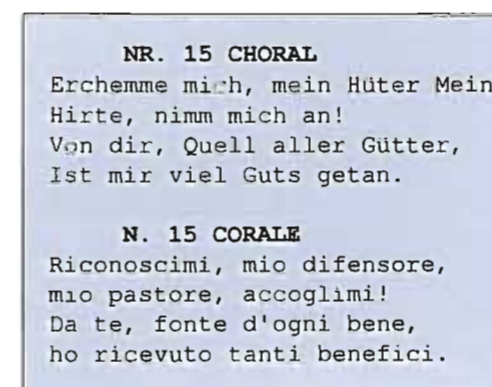 NR. 15 CHORAL
Erchemme mich, mein Hüter Mein
Hirte, nimm mich an!
Von dir, Quell aller Gütter,
Ist mir viel Guts getan.
N. 15 CORALE
Riconoscimi, mio difensore,
mio pastore, accoglimi!
Da te, fonte d'ogni bene,
ho ricevuto tanti benefici.